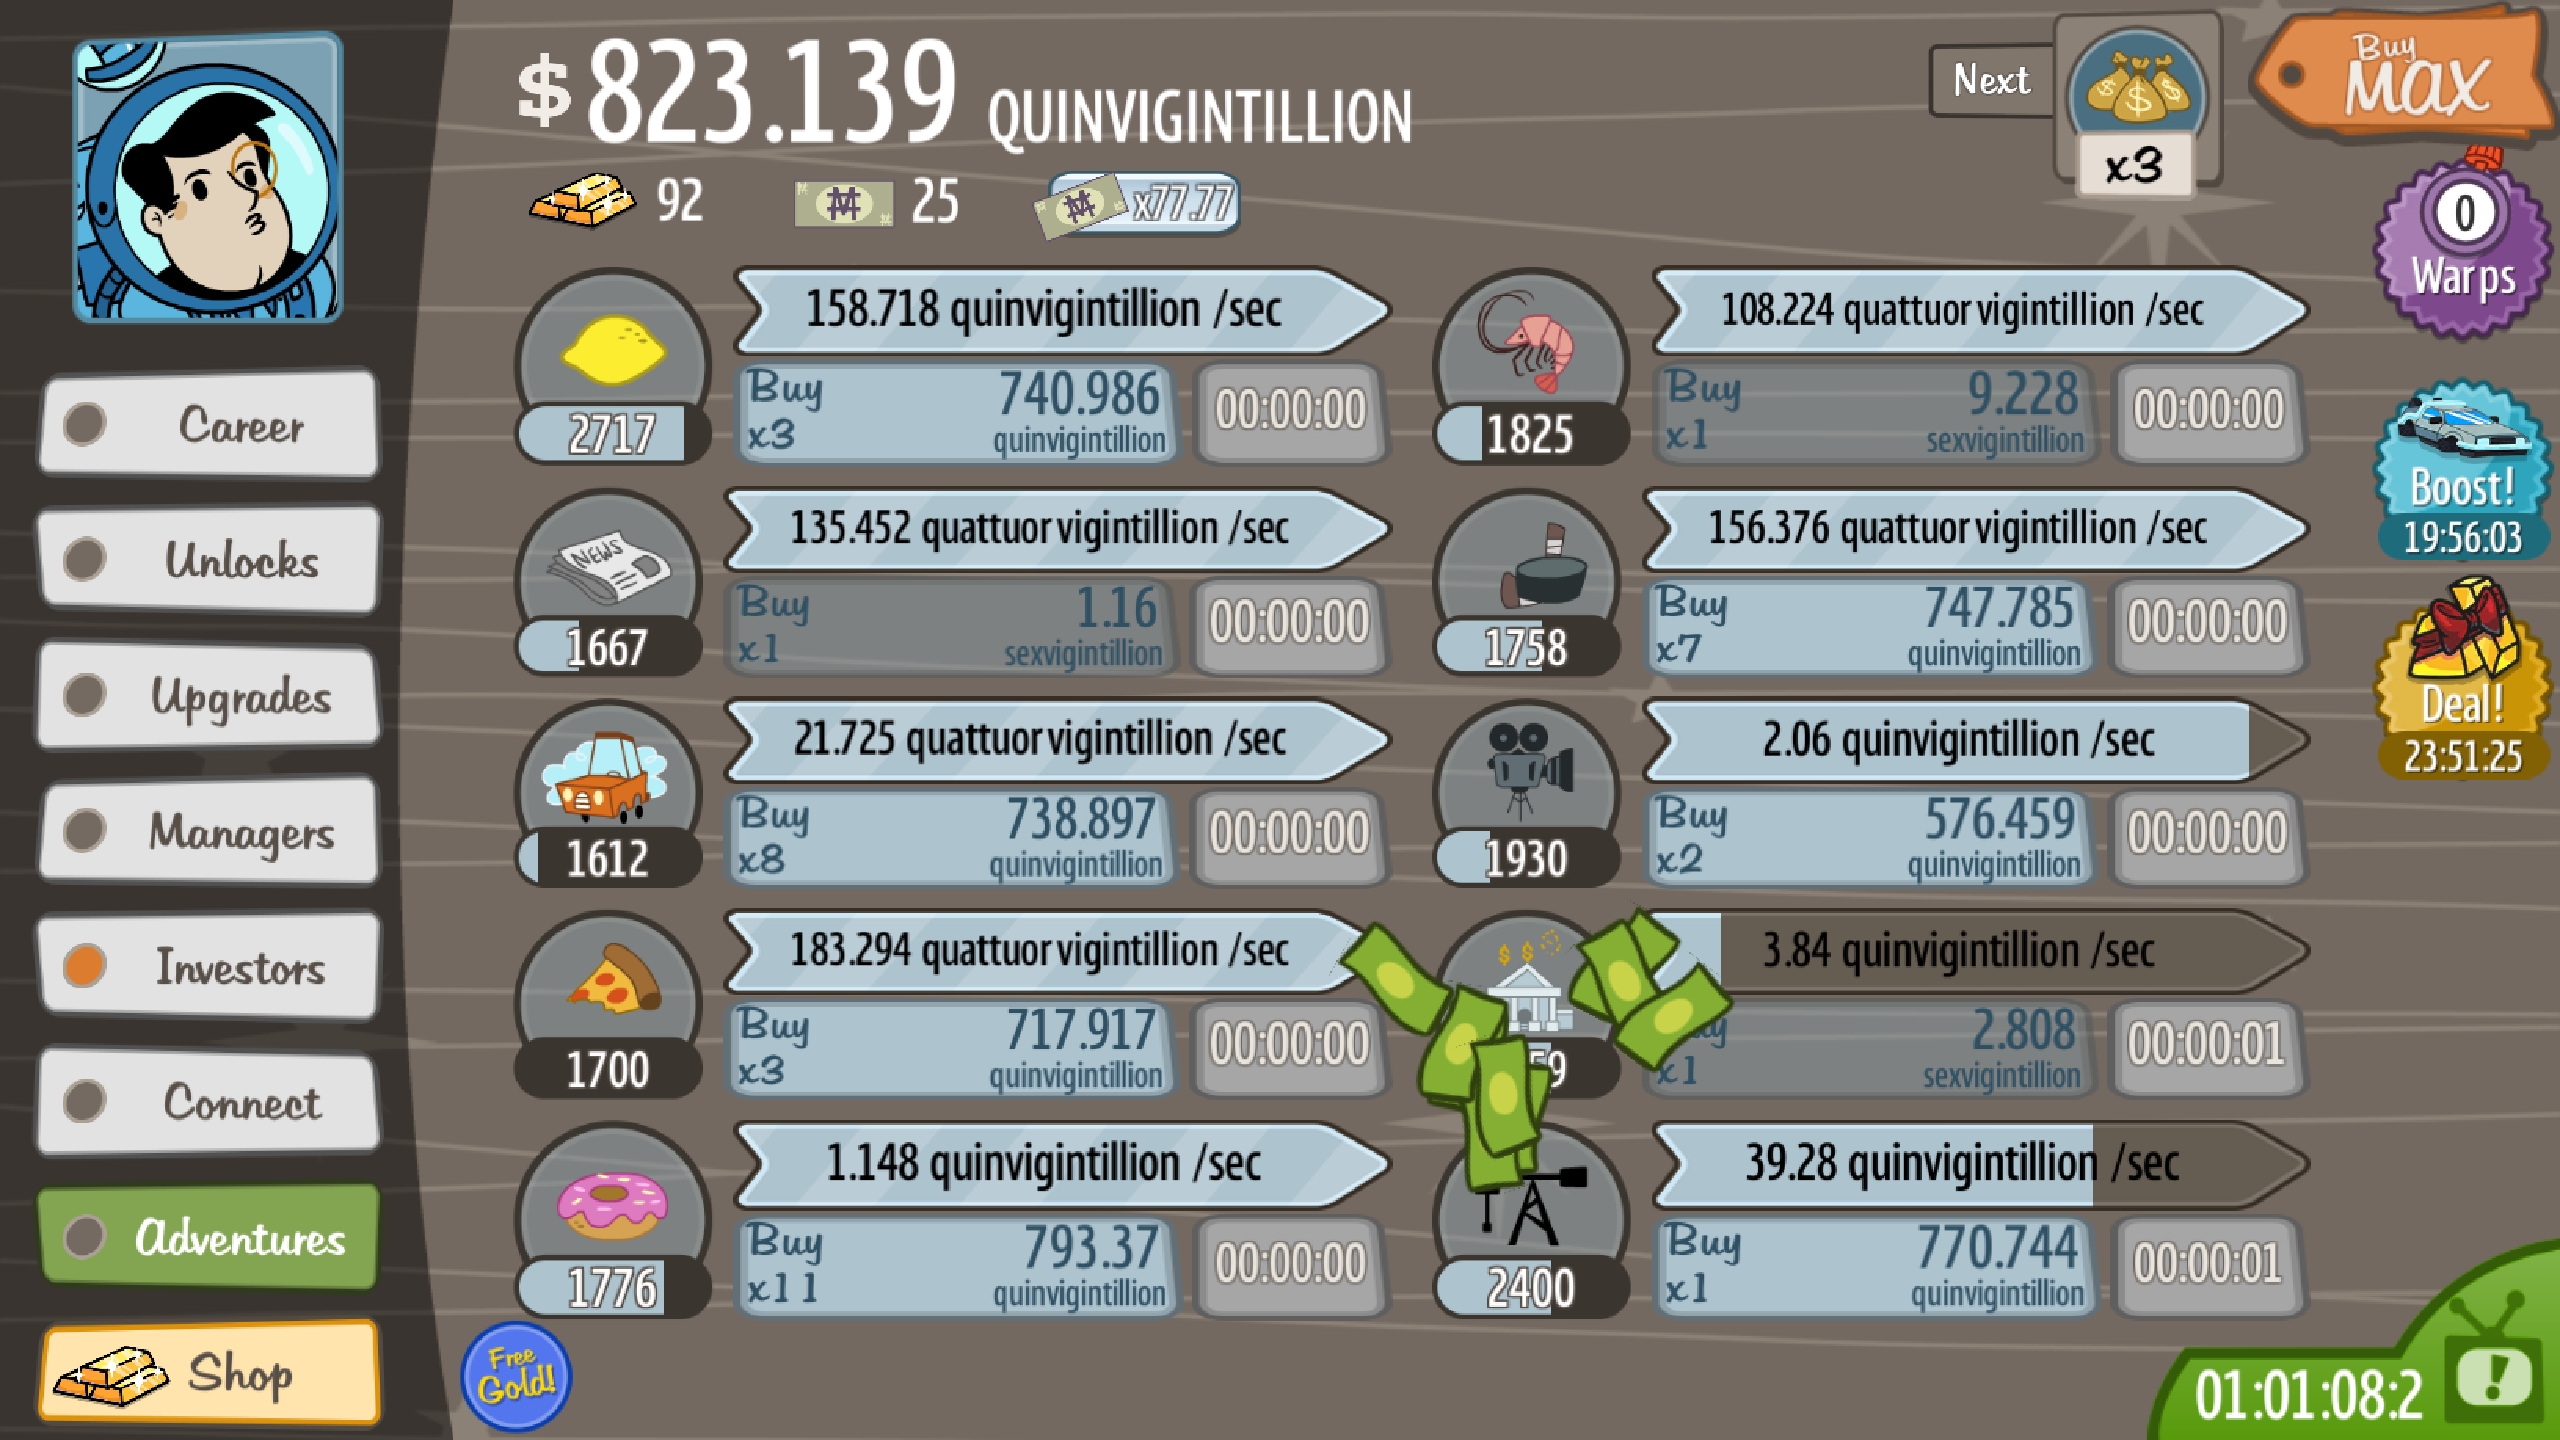 $823.139 QUINVIGINTILLION
92 25 x77.77
Next
x3
Buy MAX
0 Warps
Boost!
19:56:03
Deal!
23:51:25
Career
Unlocks
Upgrades
Managers
Investors
Connect
Adventures
Shop
158.718 quinvigintillion /sec
2717
Buy x3
740.986 quinvigintillion
00:00:00
NEWS
135.452 quattuorvigintillion /sec
1667
Buy x1
1.16 sexvigintillion
00:00:00
21.725 quattuorvigintillion /sec
1612
Buy x8
738.897 quinvigintillion
00:00:00
183.294 quattuorvigintillion /sec
1700
Buy x3
717.917 quinvigintillion
00:00:00
1.148 quinvigintillion /sec
1776
Buy x11
793.37 quinvigintillion
00:00:00
108.224 quattuorvigintillion /sec
1825
Buy x1
9.228 sexvigintillion
00:00:00
156.376 quattuorvigintillion /sec
1758
Buy x7
747.785 quinvigintillion
00:00:00
2.06 quinvigintillion /sec
1930
Buy x2
576.459 quinvigintillion
00:00:00
3.84 quinvigintillion /sec
x1
2.808 sexvigintillion
00:00:01
39.28 quinvigintillion /sec
2400
Buy x1
770.744 quinvigintillion
00:00:01
Free Gold!
01:01:08:2